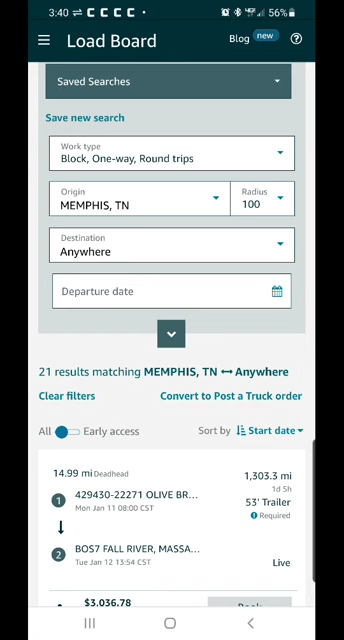 3:40
56%
Load Board
Blog new
Saved Searches
Save new search
Work type
Block, One-way, Round trips
Origin
MEMPHIS, TN
Radius
100
Destination
Anywhere
Departure date
21 results matching MEMPHIS, TN ↔ Anywhere
Clear filters
Convert to Post a Truck order
All
Early access
Sort by
Start date
14.99 mi Deadhead
1,303.3 mi
1d 5h
1
429430-22271 OLIVE BR...
53' Trailer
Mon Jan 11 08:00 CST
Required
2
BOS7 FALL RIVER, MASSA...
Tue Jan 12 13:54 CST
Live
$3,036.78
Book